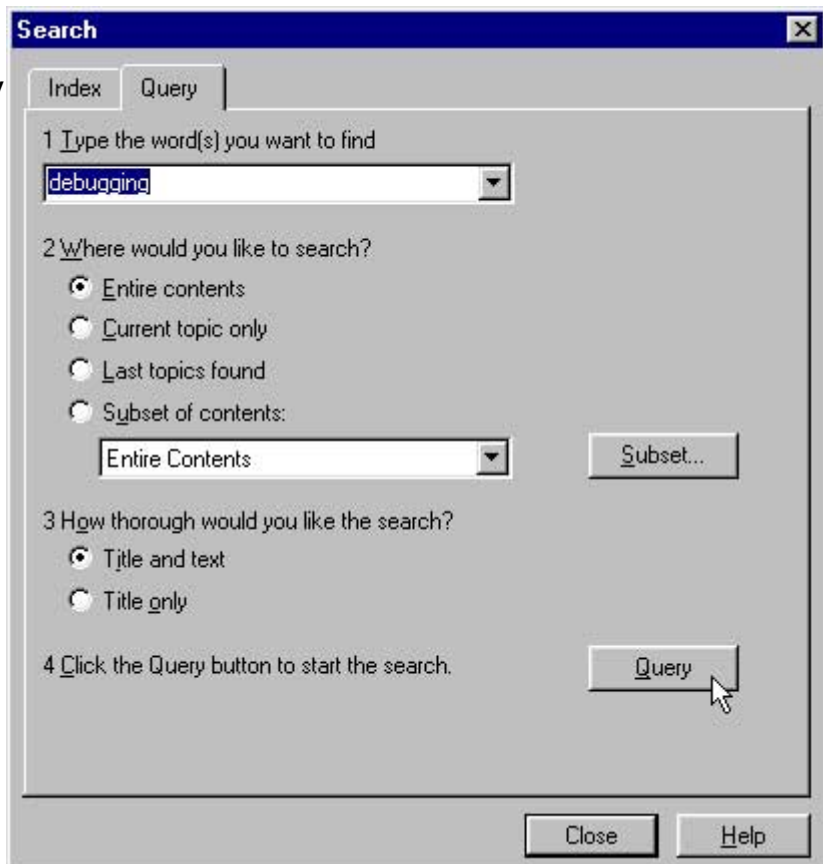 Search
Index Query
1 Type the word(s) you want to find
debugging
2 Where would you like to search?
Entire contents
Current topic only
Last topics found
Subset of contents:
Entire Contents
Subset...
3 How thorough would you like the search?
Title and text
Title only
4 Click the Query button to start the search.
Query
Close Help